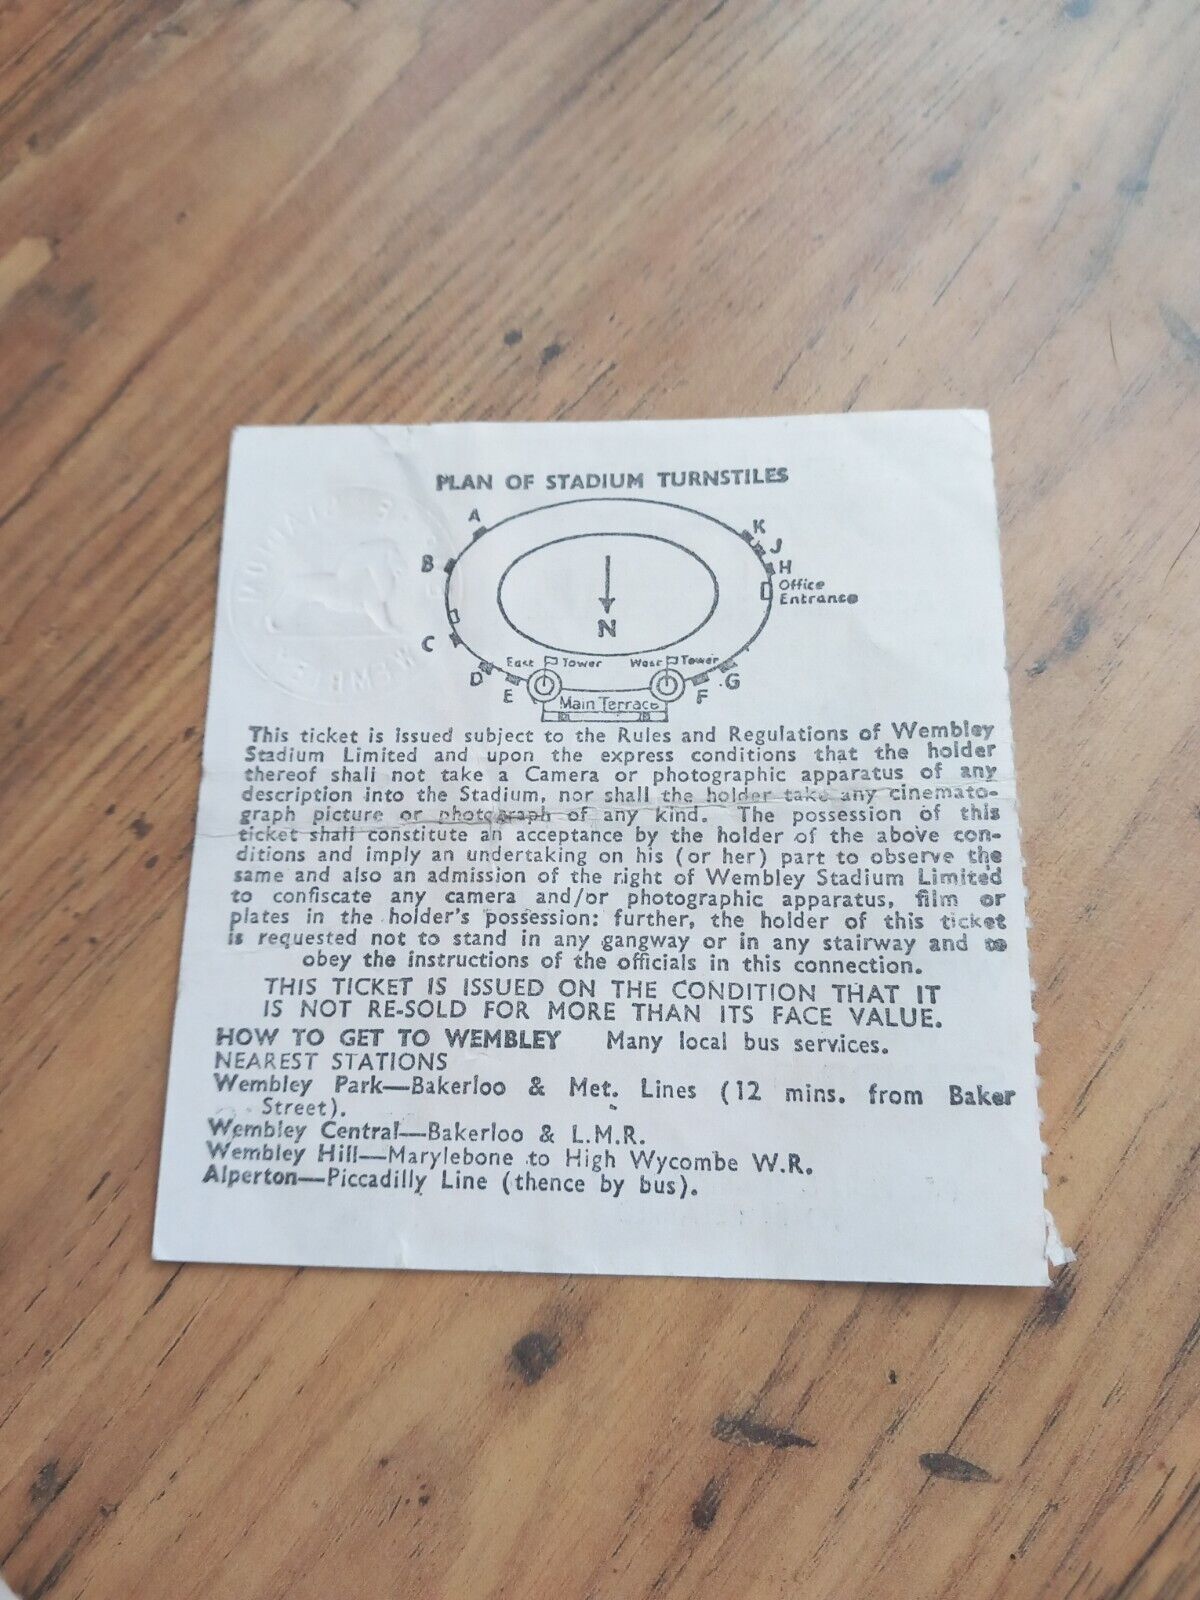 PLAN OF STADIUM TURNSTILES
A
K
J
B
H
Office
Entrance
N
C
East Tower
West Tower
D
G
E
F
Main Terrace
WEMBLEY STADIUM
This ticket is issued subject to the Rules and Regulations of Wembley
Stadium Limited and upon the express conditions that the holder
thereof shall not take a Camera or photographic apparatus of any
description into the Stadium, nor shall the holder take any cinemato-
graph picture or photograph of any kind. The possession of this
ticket shall constitute an acceptance by the holder of the above con-
ditions and imply an undertaking on his (or her) part to observe the
same and also an admission of the right of Wembley Stadium Limited
to confiscate any camera and/or photographic apparatus, film or
plates in the holder's possession: further, the holder of this ticket
is requested not to stand in any gangway or in any stairway and to
obey the instructions of the officials in this connection.
THIS TICKET IS ISSUED ON THE CONDITION THAT IT
IS NOT RE-SOLD FOR MORE THAN ITS FACE VALUE.
HOW TO GET TO WEMBLEY Many local bus services.
NEAREST STATIONS
Wembley Park—Bakerloo & Met. Lines (12 mins. from Baker
Street).
Wembley Central—Bakerloo & L.M.R.
Wembley Hill—Marylebone to High Wycombe W.R.
Alperton—Piccadilly Line (thence by bus).